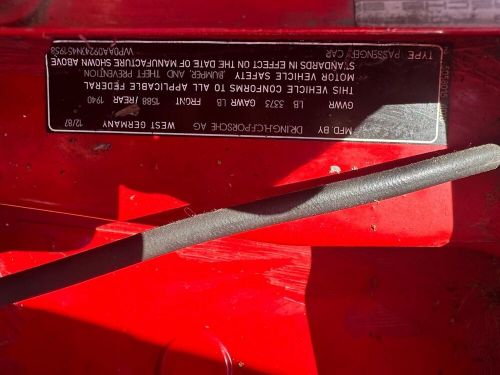 MFD. BY DR.ING.H.C.F.PORSCHE AG WEST GERMANY 12/87
GVWR LB 3373 GAWR LB FRONT 1588/REAR 1940
THIS VEHICLE CONFORMS TO ALL APPLICABLE FEDERAL
MOTOR VEHICLE SAFETY ,BUMPER, AND THEFT PREVENTION
STANDARDS IN EFFECT ON THE DATE OF MANUFACTURE SHOWN ABOVE
TYPE : PASSENGER CAR WP0AA0924JN451958